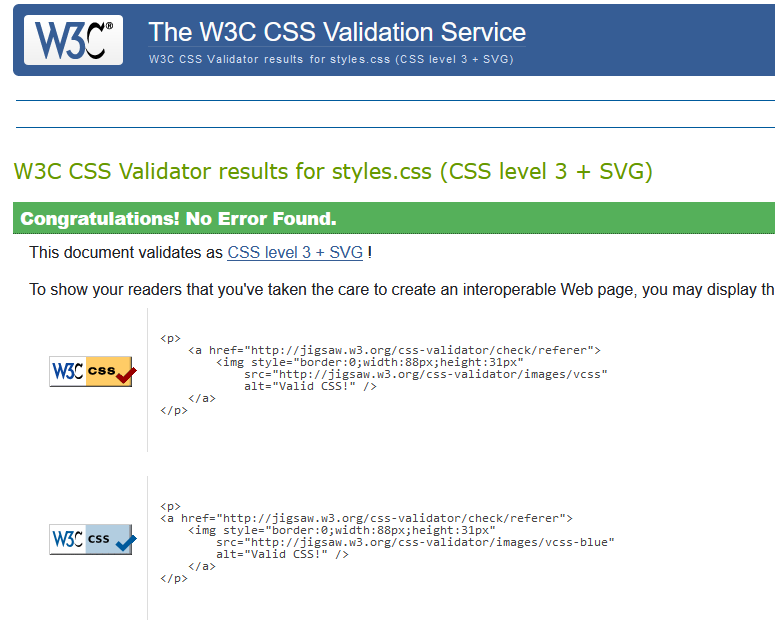 W3C®
The W3C CSS Validation Service
W3C CSS Validator results for styles.css (CSS level 3 + SVG)
W3C CSS Validator results for styles.css (CSS level 3 + SVG)
Congratulations! No Error Found.
This document validates as CSS level 3 + SVG !
To show your readers that you've taken the care to create an interoperable Web page, you may display th
W3C css
<p>
    <a href="http://jigsaw.w3.org/css-validator/check/referer">
        <img style="border:0;width:88px;height:31px"
            src="http://jigsaw.w3.org/css-validator/images/vcss"
            alt="Valid CSS!" />
    </a>
</p>
W3C css
<p>
<a href="http://jigsaw.w3.org/css-validator/check/referer">
    <img style="border:0;width:88px;height:31px"
        src="http://jigsaw.w3.org/css-validator/images/vcss-blue"
        alt="Valid CSS!" />
    </a>
</p>